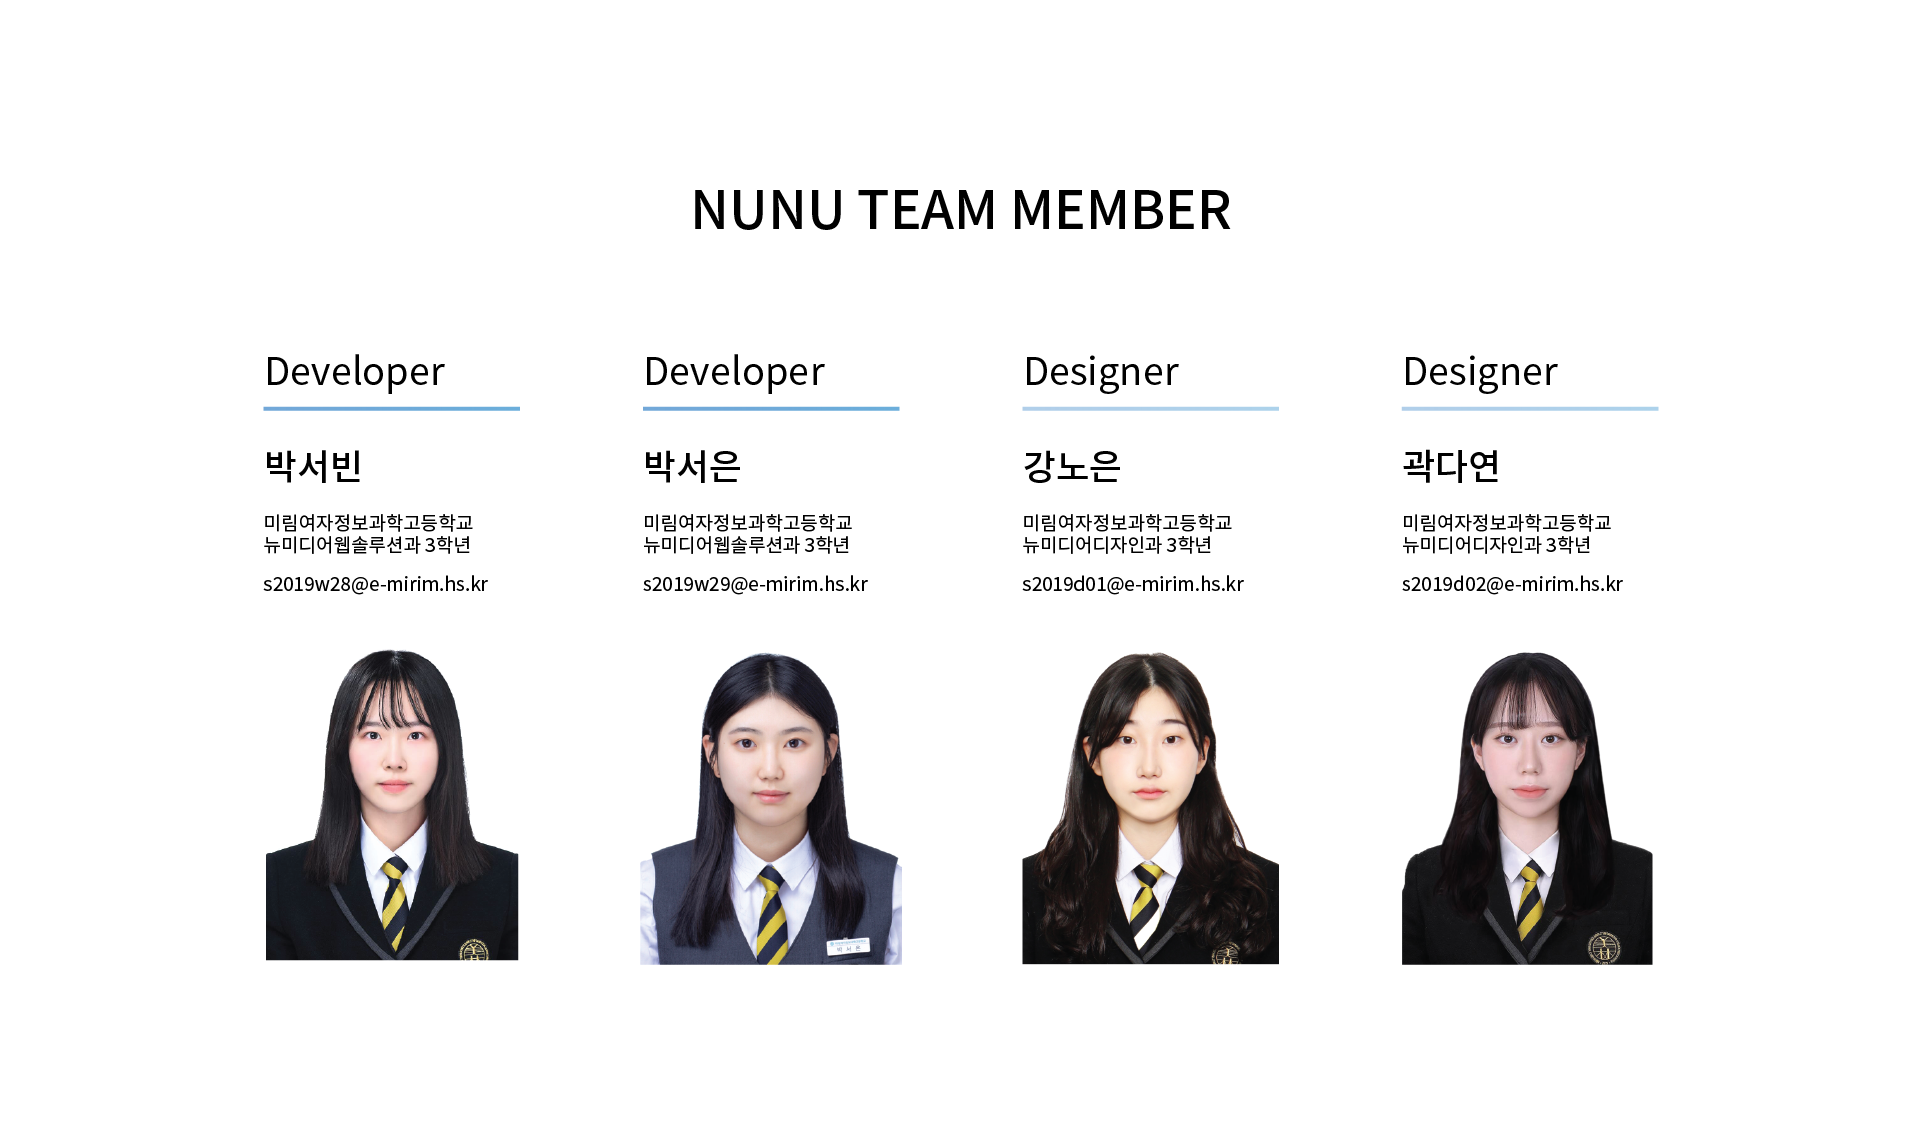 NUNU TEAM MEMBER
Developer
박서빈
미림여자정보과학고등학교
뉴미디어웹솔루션과 3학년
s2019w28@e-mirim.hs.kr
Developer
박서은
미림여자정보과학고등학교
뉴미디어웹솔루션과 3학년
s2019w29@e-mirim.hs.kr
박서은
Designer
강노은
미림여자정보과학고등학교
뉴미디어디자인과 3학년
s2019d01@e-mirim.hs.kr
Designer
곽다연
미림여자정보과학고등학교
뉴미디어디자인과 3학년
s2019d02@e-mirim.hs.kr